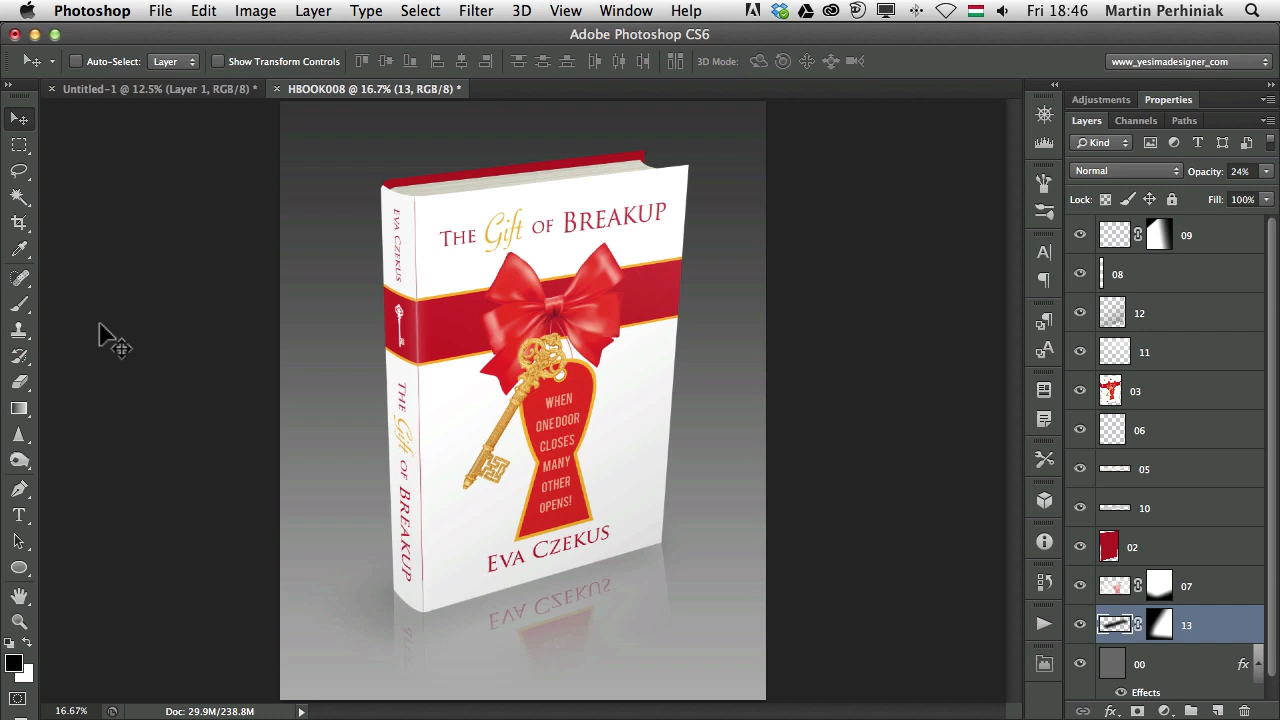 Photoshop File Edit Image Layer Type Select Filter 3D View Window Help Fri 18:46 Martin Perhiniak
Adobe Photoshop CS6
Auto-Select: Layer Show Transform Controls 3D Mode: www_yesimadesigner_com
Untitled-1 @ 12.5% (Layer 1, RGB/8) * HBOOK008 @ 16.7% (13, RGB/8) *
Adjustments Properties
Layers Channels Paths
Kind
Normal Opacity: 24%
Lock: Fill: 100%
09
08
12
11
03
06
05
10
02
07
13
00 fx
Effects
EVA CZEKUS
THE Gift OF BREAKUP
THE Gift OF BREAKUP
WHEN
ONE DOOR
CLOSES
MANY
OTHER
OPENS!
EVA CZEKUS
EVA CZEKUS
16.67% Doc: 29.9M/238.8M